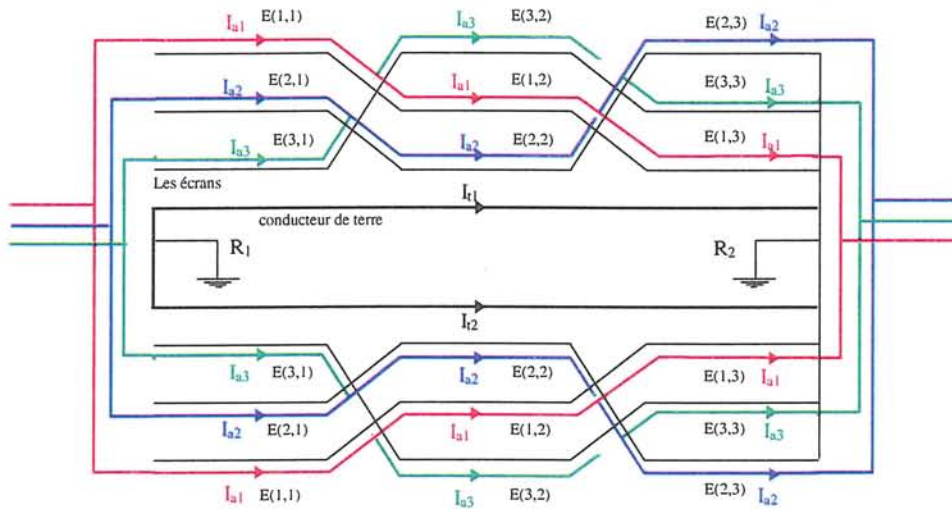 E(1,1) E(3,2) E(2,3)
Ia1 Ia3 Ia2
E(2,1) E(1,2) E(3,3)
Ia2 Ia1 Ia3
E(3,1) E(2,2) E(1,3)
Ia3 Ia2 Ia1
Les écrans
It1
conducteur de terre
R1 R2
It2
E(3,1) E(2,2) E(1,3)
Ia3 Ia2 Ia1
E(2,1) E(1,2) E(3,3)
Ia2 Ia1 Ia3
E(1,1) E(3,2) E(2,3)
Ia1 Ia3 Ia2